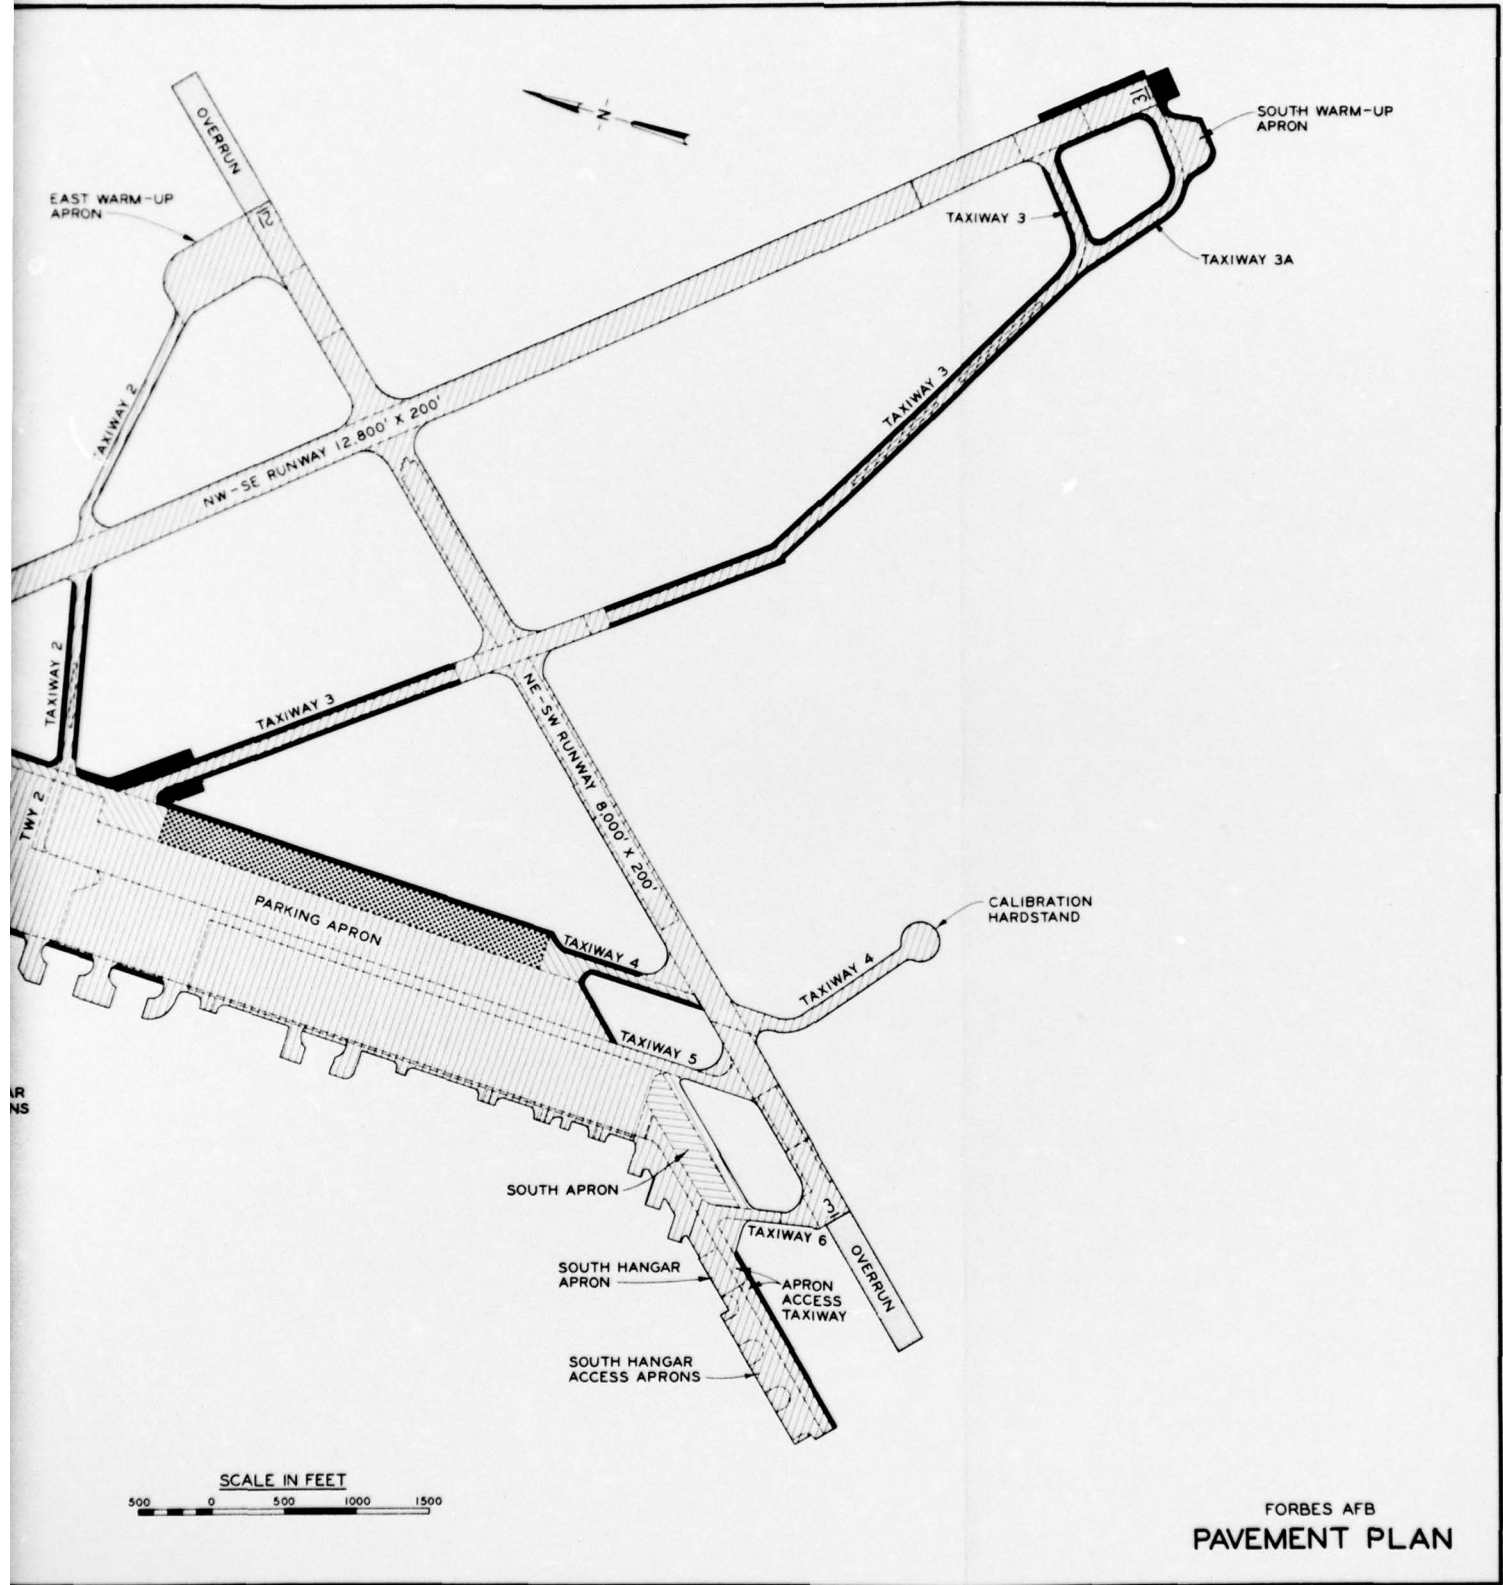 OVERRUN
N
31
SOUTH WARM-UP
APRON
EAST WARM-UP
APRON
TAXIWAY 3
TAXIWAY 3A
TAXIWAY 2
TAXIWAY 3
NW-SE RUNWAY 12,800' X 200'
TAXIWAY 2
TAXIWAY 3
NE-SW RUNWAY 8,000' X 200'
TWY 2
PARKING APRON
TAXIWAY 4
CALIBRATION
HARDSTAND
TAXIWAY 4
TAXIWAY 5
AR
NS
SOUTH APRON
TAXIWAY 6
OVERRUN
SOUTH HANGAR
APRON
APRON
ACCESS
TAXIWAY
SOUTH HANGAR
ACCESS APRONS
SCALE IN FEET
500 0 500 1000 1500
FORBES AFB
PAVEMENT PLAN